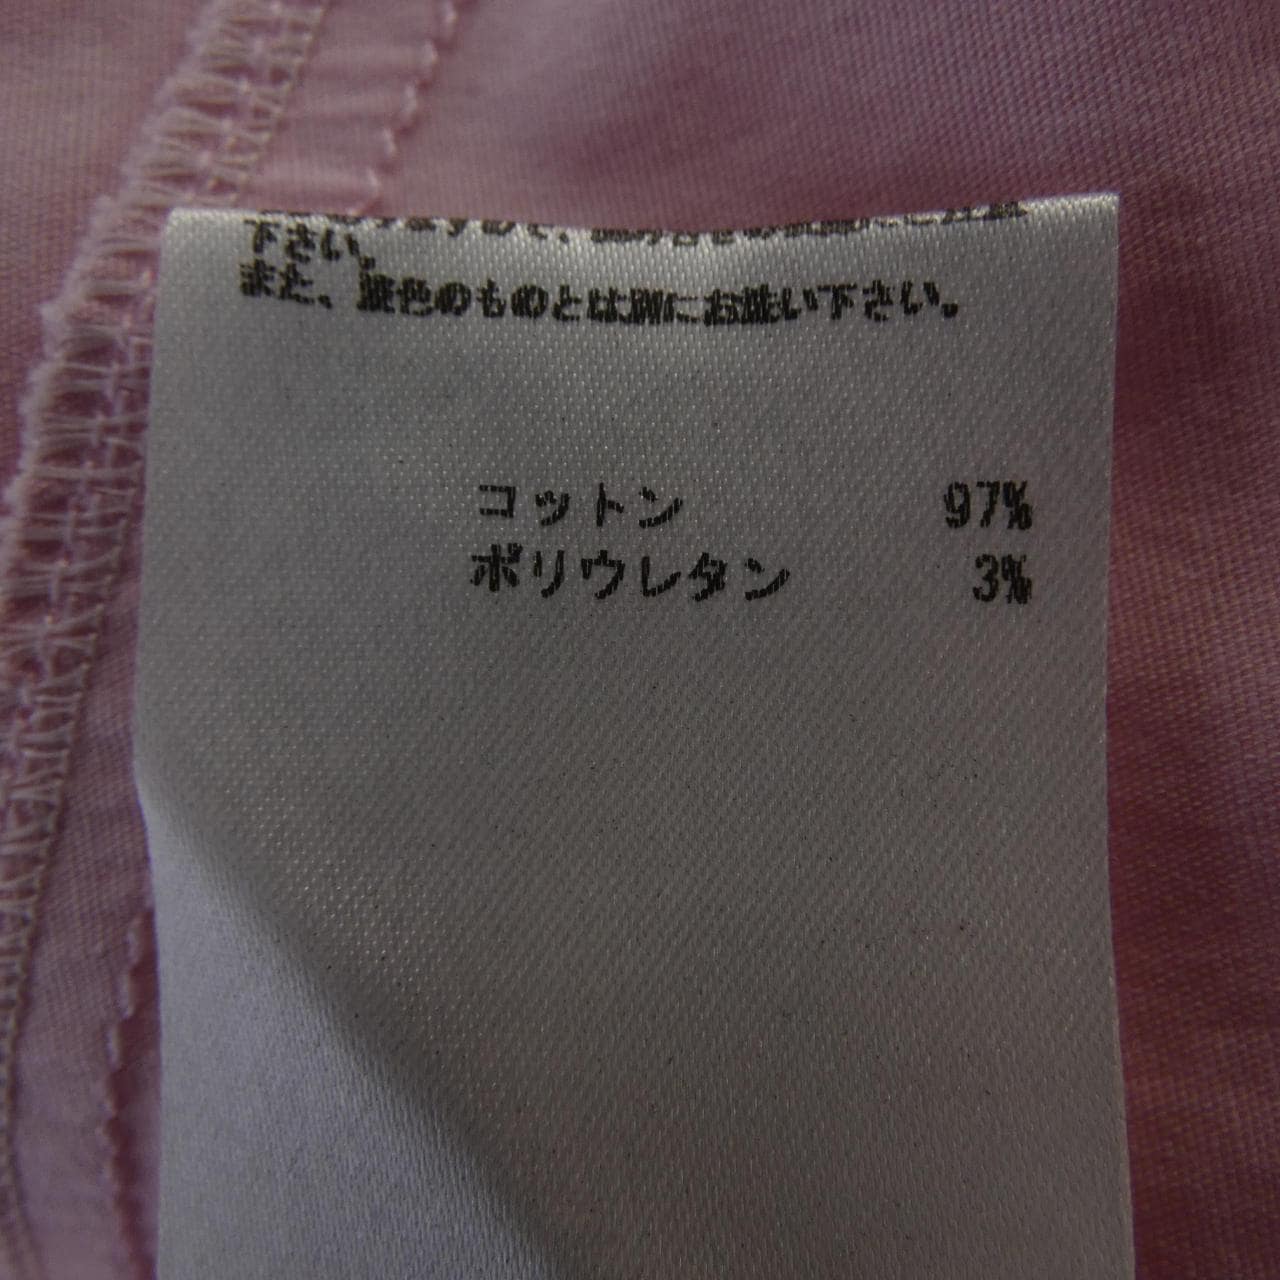 下さい。
また、淡色のものとは別にお洗い下さい。
コットン 97%
ポリウレタン 3%